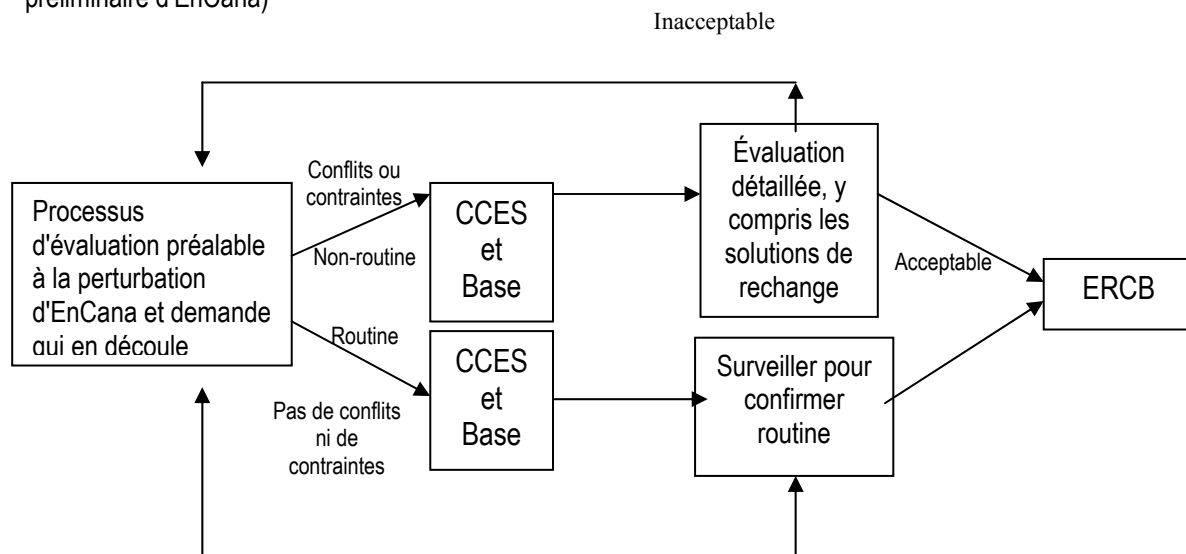 préliminaire d'EnCana)
Inacceptable
Processus
d'évaluation préalable
à la perturbation
d'EnCana et demande
qui en découle
Conflits ou
contraintes
Non-routine
Routine
Pas de conflits
ni de
contraintes
CCES
et
Base
CCES
et
Base
Évaluation
détaillée, y
compris les
solutions de
rechange
Surveiller pour
confirmer
routine
Acceptable
ERCB